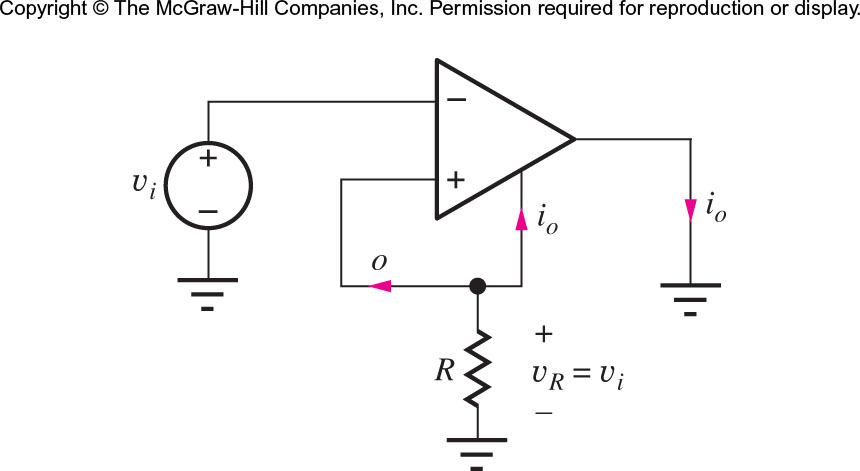 Copyright © The McGraw-Hill Companies, Inc. Permission required for reproduction or display.
−
+
v_i
−
+
i_o
i_o
o
+
R
v_R = v_i
−